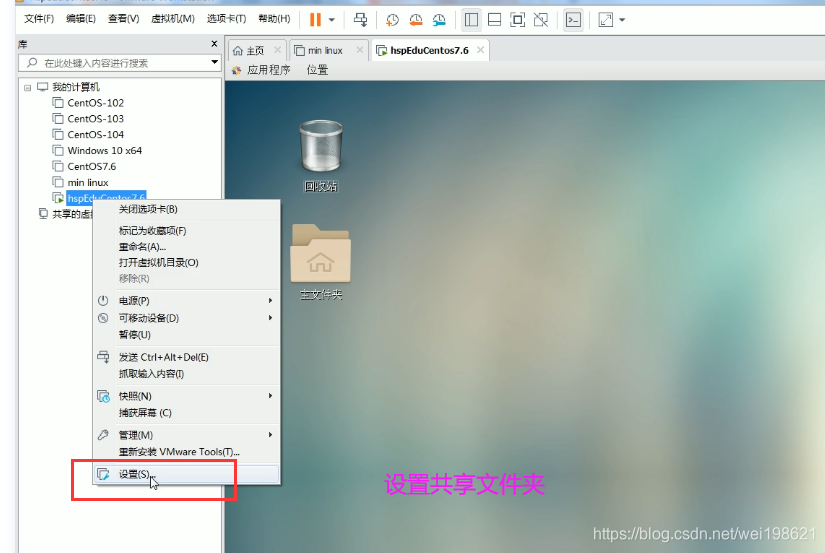 文件(F) 编辑(E) 查看(V) 虚拟机(M) 选项卡(T) 帮助(H)
库
主页 min linux hspEduCentos7.6
在此处键入内容进行搜索
应用程序 位置
我的计算机
CentOS-102
CentOS-103
CentOS-104
Windows 10 x64
CentOS7.6
min linux
hspEduCentos7.6
共享的虚
关闭选项卡(B)
标记为收藏项(F)
重命名(A)...
打开虚拟机目录(O)
移除(R)
电源(P)
可移动设备(D)
暂停(U)
发送 Ctrl+Alt+Del(E)
抓取输入内容(I)
快照(N)
捕获屏幕 (C)
管理(M)
重新安装 VMware Tools(T)...
设置(S)...
回收站
主文件夹
设置共享文件夹
https://blog.csdn.net/wei198621